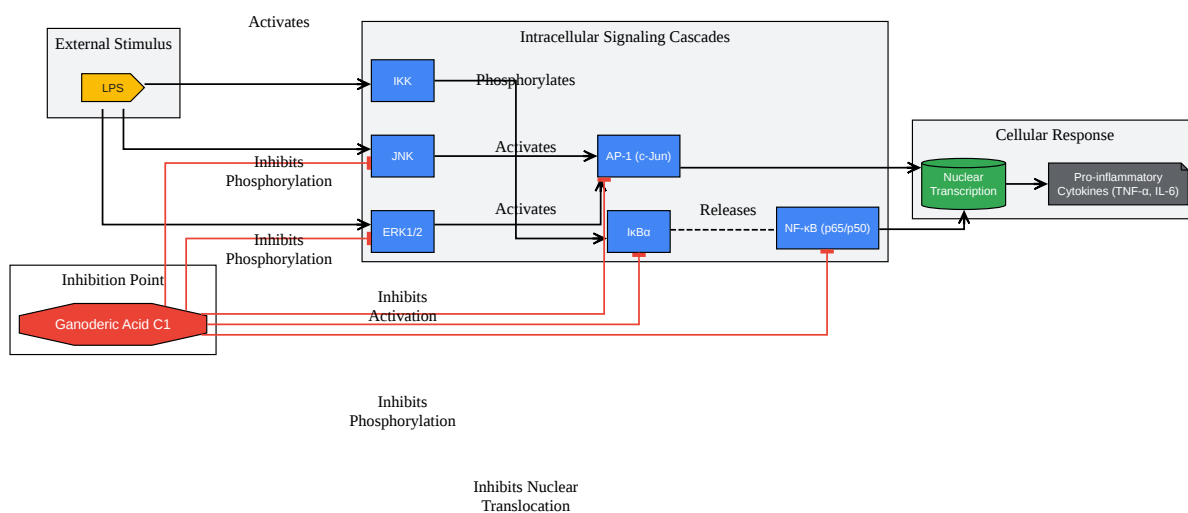 Activates
External Stimulus
LPS
Intracellular Signaling Cascades
IKK
Phosphorylates
JNK
Activates
AP-1 (c-Jun)
Inhibits
Phosphorylation
ERK1/2
Activates
IκBα
Releases
NF-κB (p65/p50)
Inhibits
Phosphorylation
Cellular Response
Nuclear
Transcription
Pro-inflammatory
Cytokines (TNF-α, IL-6)
Inhibition Point
Ganoderic Acid C1
Inhibits
Activation
Inhibits
Phosphorylation
Inhibits Nuclear
Translocation